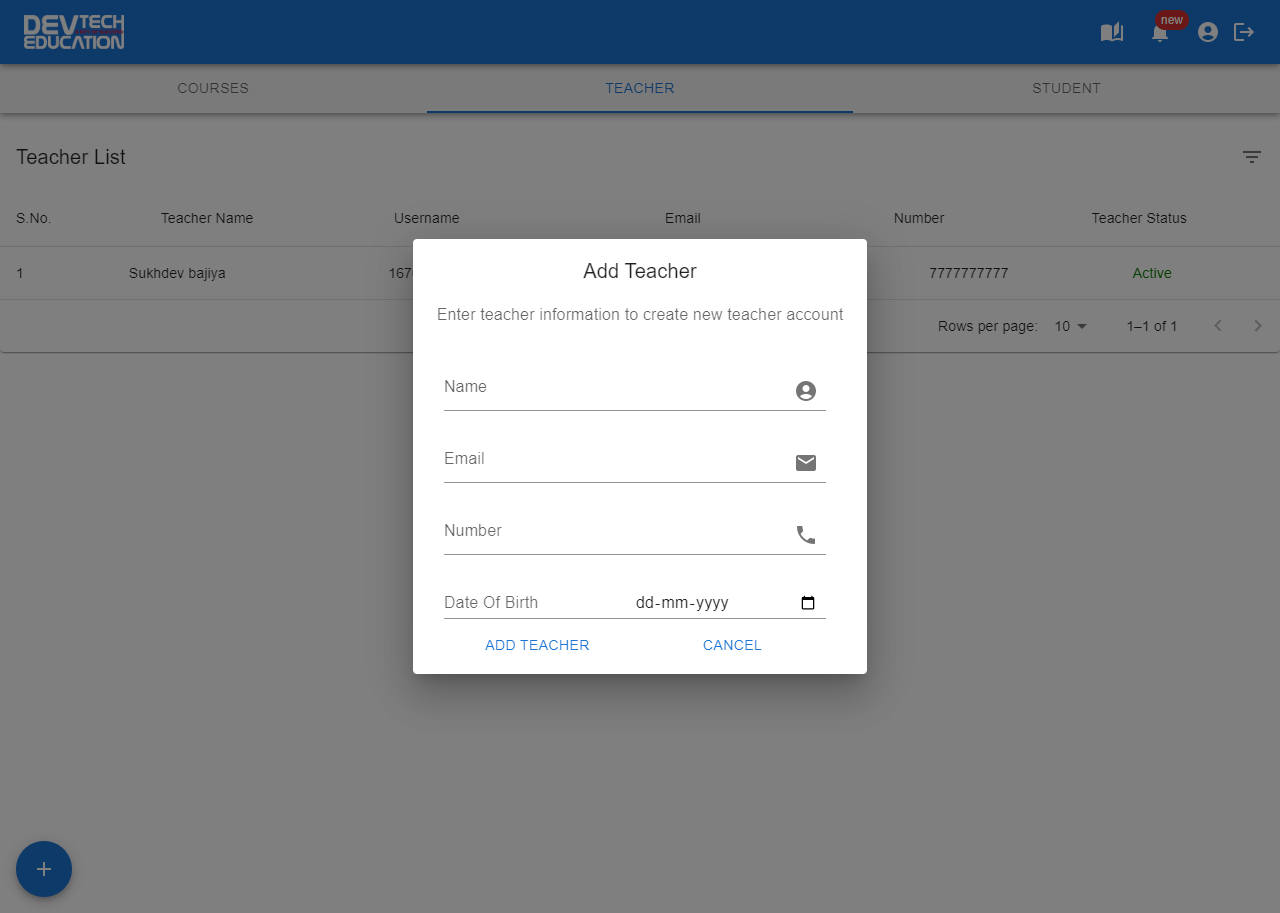 DEVTECH
EDUCATION
new
COURSES TEACHER STUDENT
Teacher List
S.No. Teacher Name Username Email Number Teacher Status
1 Sukhdev bajiya 7777777777 Active
Rows per page: 10 1–1 of 1
Add Teacher
Enter teacher information to create new teacher account
Name
Email
Number
Date Of Birth dd-mm-yyyy
ADD TEACHER CANCEL